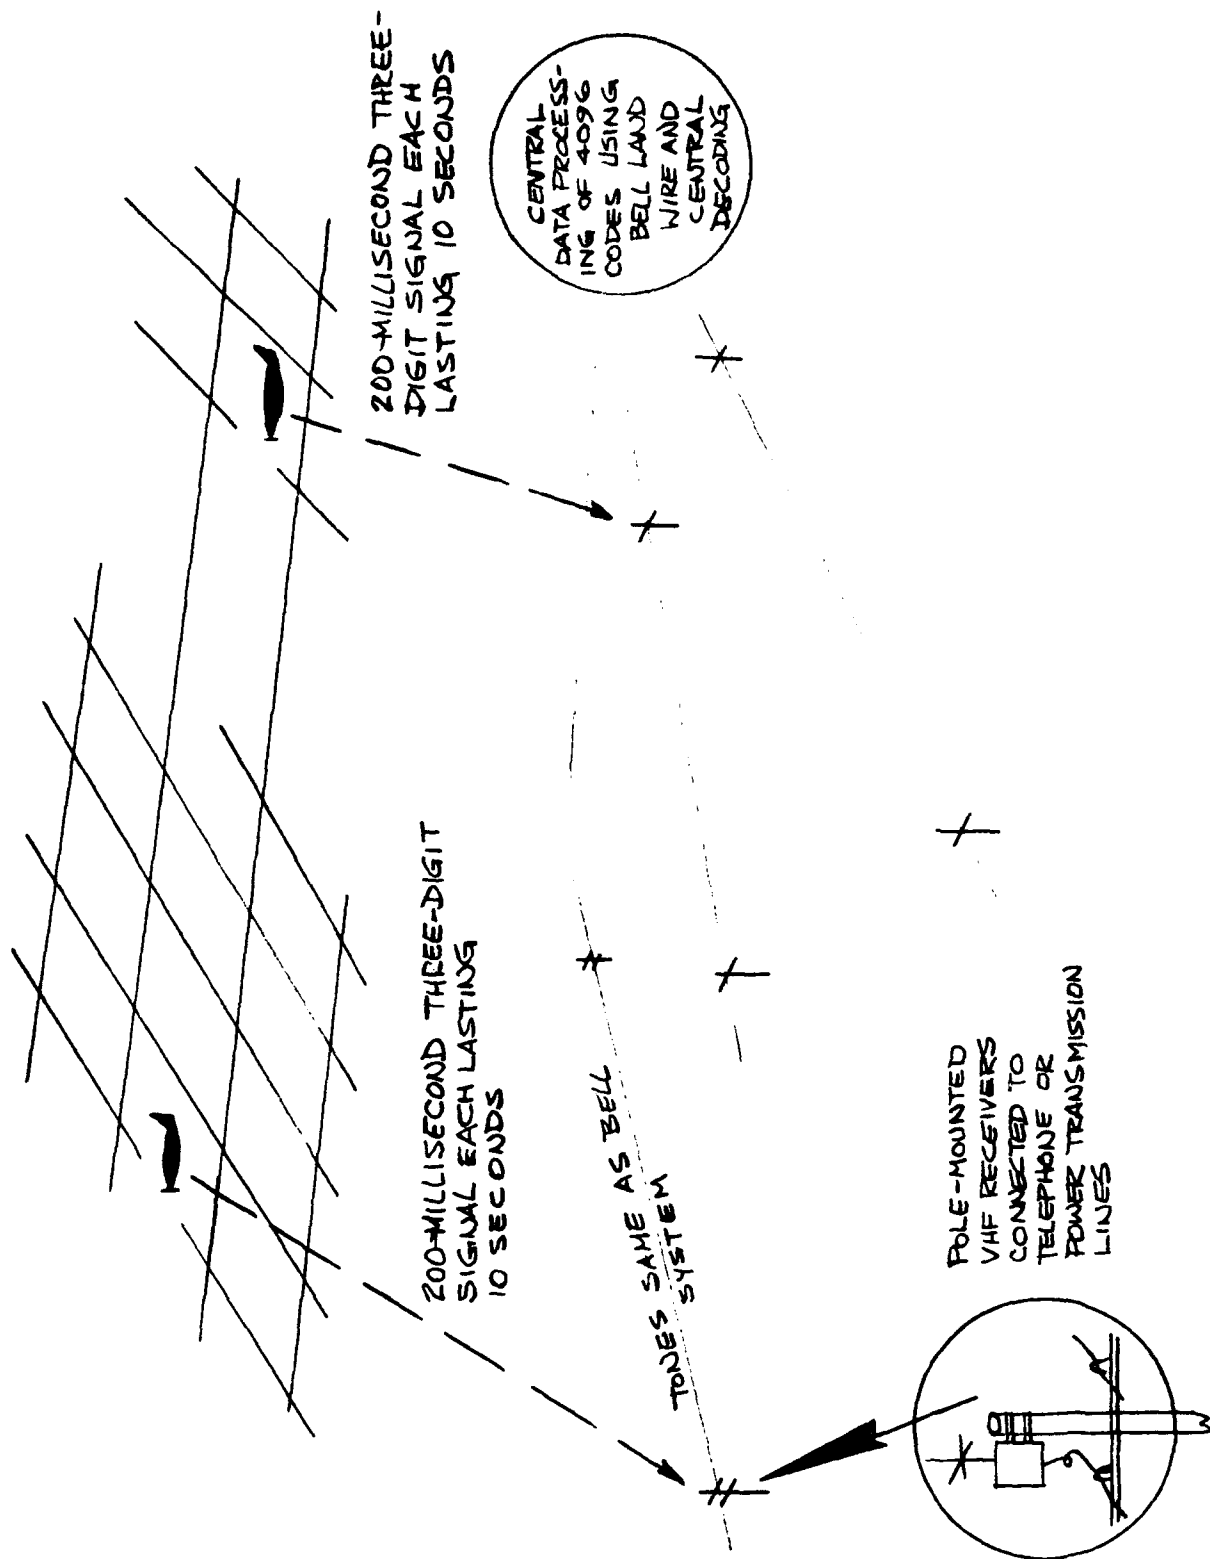 200-MILLISECOND THREE-
DIGIT SIGNAL EACH
LASTING 10 SECONDS
CENTRAL
DATA PROCESS-
ING OF 4096
CODES USING
BELL LAND
WIRE AND
CENTRAL
DECODING
200-MILLISECOND THREE-DIGIT
SIGNAL EACH LASTING
10 SECONDS
TONES SAME AS BELL
SYSTEM
POLE-MOUNTED
VHF RECEIVERS
CONNECTED TO
TELEPHONE OR
POWER TRANSMISSION
LINES